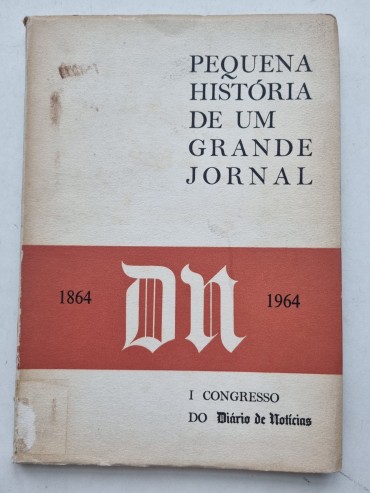 PEQUENA
HISTÓRIA
DE UM
GRANDE
JORNAL
1864 DN 1964
I CONGRESSO
DO Diário de Notícias